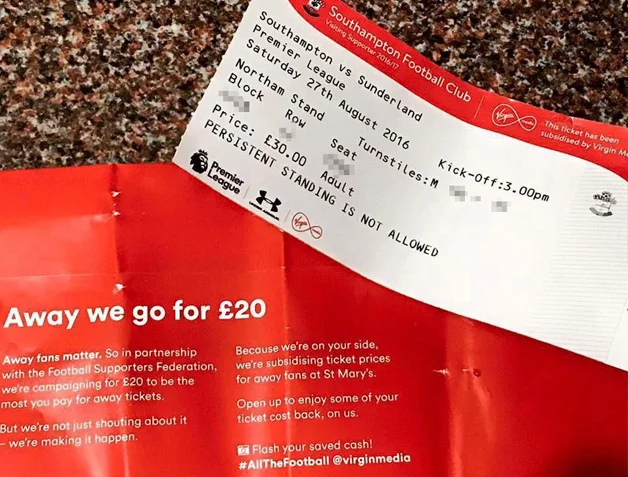 Southampton Football Club
Visiting Supporter 2016/17
Southampton vs Sunderland
Premier League
Saturday 27th August 2016
Kick-Off:3.00pm
Northam Stand
Turnstiles:M
Block Row Seat
Price: £30.00 Adult
PERSISTENT STANDING IS NOT ALLOWED
Premier
League
UNDER ARMOUR
Virgin media
This ticket has been
subsidised by Virgin Me
Away we go for £20
Away fans matter. So in partnership
with the Football Supporters Federation,
we're campaigning for £20 to be the
most you pay for away tickets.
But we're not just shouting about it
– we're making it happen.
Because we're on your side,
we're subsidising ticket prices
for away fans at St Mary's.
Open up to enjoy some of your
ticket cost back, on us.
Flash your saved cash!
#AllTheFootball @virginmedia